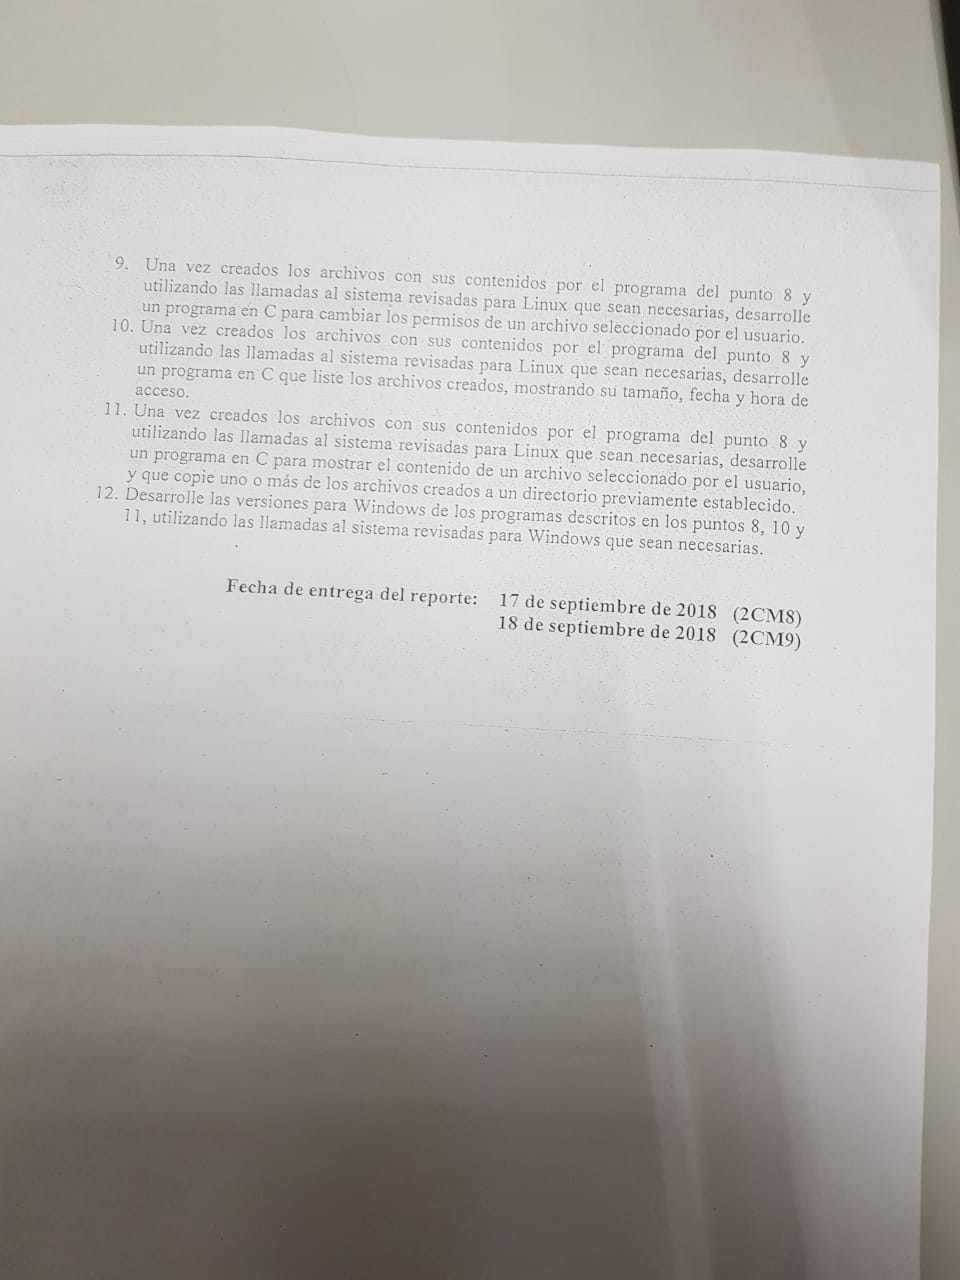 9. Una vez creados los archivos con sus contenidos por el programa del punto 8 y
utilizando las llamadas al sistema revisadas para Linux que sean necesarias, desarrolle
un programa en C para cambiar los permisos de un archivo seleccionado por el usuario.
10. Una vez creados los archivos con sus contenidos por el programa del punto 8 y
utilizando las llamadas al sistema revisadas para Linux que sean necesarias, desarrolle
un programa en C que liste los archivos creados, mostrando su tamaño, fecha y hora de
acceso.
11. Una vez creados los archivos con sus contenidos por el programa del punto 8 y
utilizando las llamadas al sistema revisadas para Linux que sean necesarias, desarrolle
un programa en C para mostrar el contenido de un archivo seleccionado por el usuario,
y que copie uno o más de los archivos creados a un directorio previamente establecido.
12. Desarrolle las versiones para Windows de los programas descritos en los puntos 8, 10 y
11, utilizando las llamadas al sistema revisadas para Windows que sean necesarias.
Fecha de entrega del reporte: 17 de septiembre de 2018 (2CM8)
18 de septiembre de 2018 (2CM9)